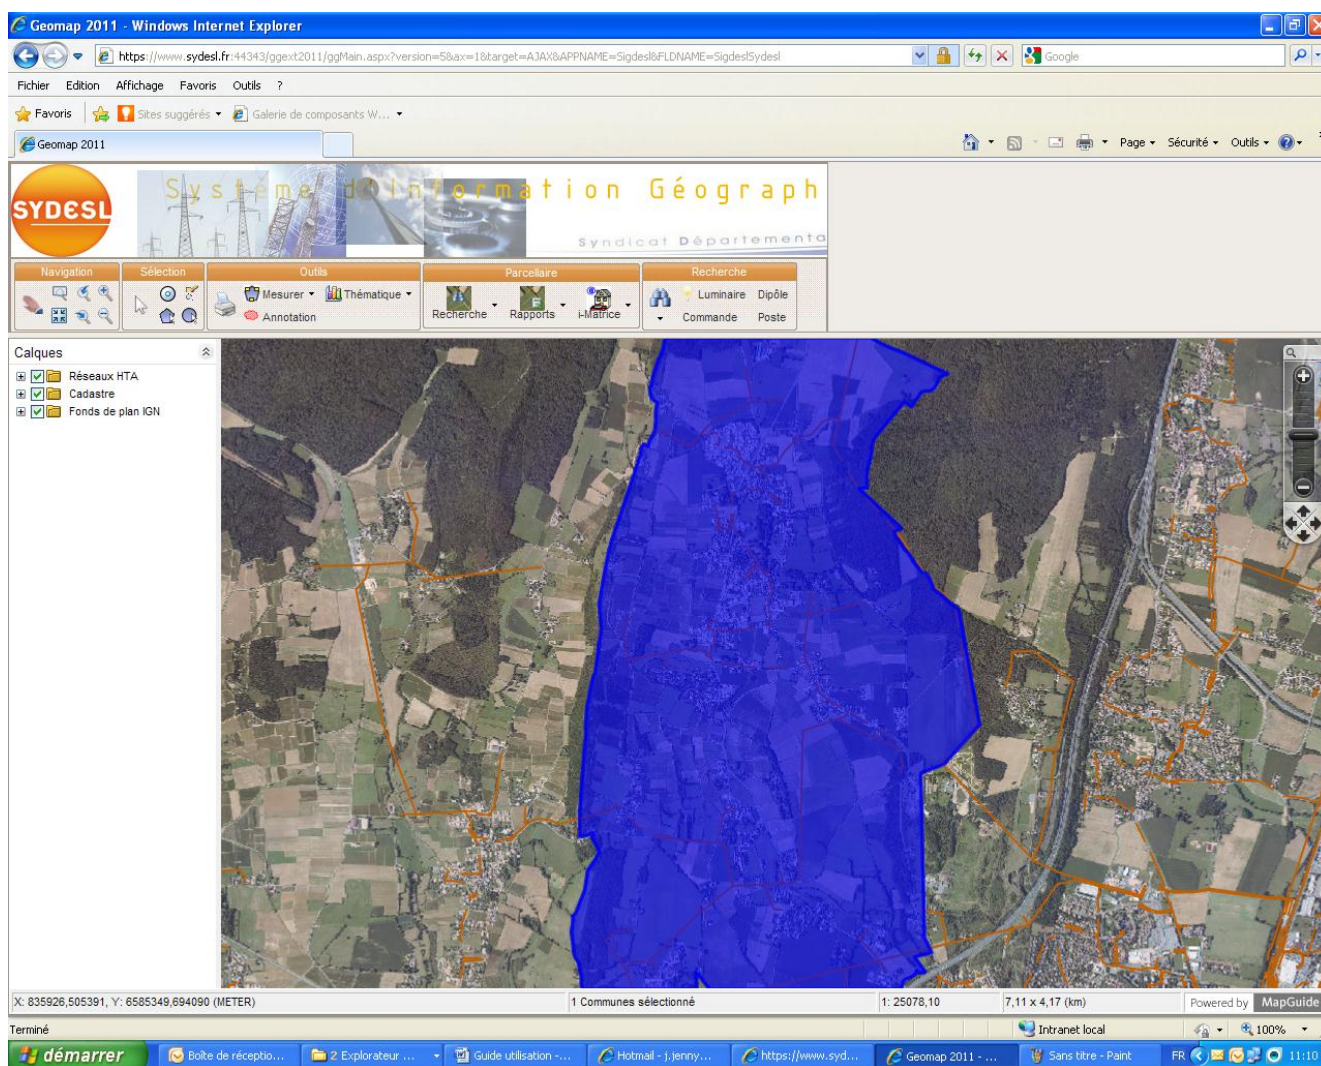 Geomap 2011 - Windows Internet Explorer
https://www.sydesl.fr:44343/ggext2011/ggMain.aspx?version=5&ax=1&target=AJAX&APPNAME=Sigdesl&FLDNAME=SigdeslSydesl
Google
Fichier Edition Affichage Favoris Outils ?
Favoris Sites suggérés Galerie de composants W...
Geomap 2011
Page Sécurité Outils
SYDESL
Système d'Information Géograph
Syndicat Départementa
Navigation Sélection Outils Parcellaire Recherche
Mesurer Thématique
Annotation
Recherche Rapports i-Matrice
Luminaire Dipôle
Commande Poste
Calques
Réseaux HTA
Cadastre
Fonds de plan IGN
X: 835926,505391, Y: 6585349,694090 (METER) 1 Communes sélectionné 1: 25078,10 7,11 x 4,17 (km) Powered by MapGuide
Terminé Intranet local 100%
démarrer Boîte de réceptio... 2 Explorateur ... Guide utilisation -... Hotmail - j.jenny... https://www.syd... Geomap 2011 - ... Sans titre - Paint FR 11:10